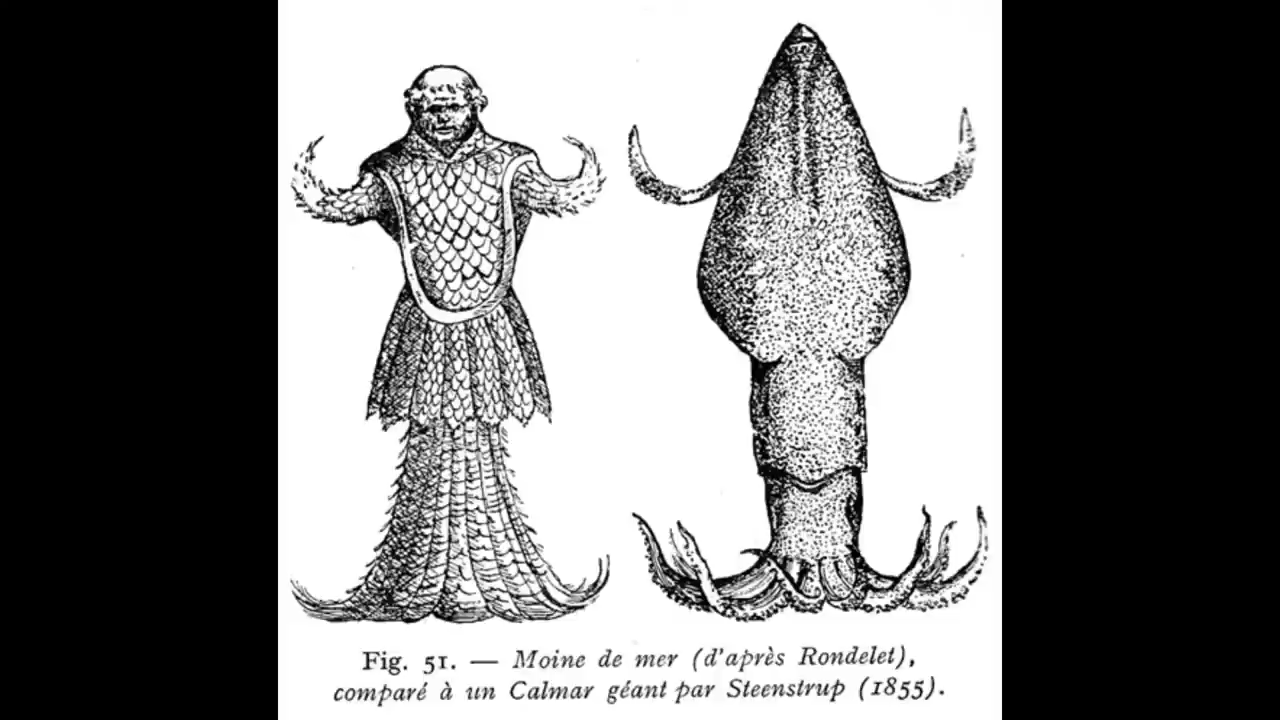 Fig. 51. — Moine de mer (d'après Rondelet),
comparé à un Calmar géant par Steenstrup (1855).